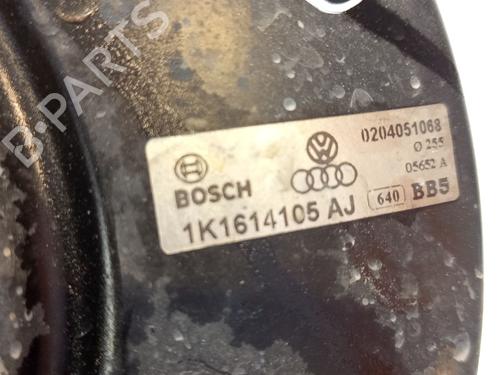 B-PARTS
BOSCH
0204051068
Ø 255
05652 A
1K1614105 AJ 640 BB5